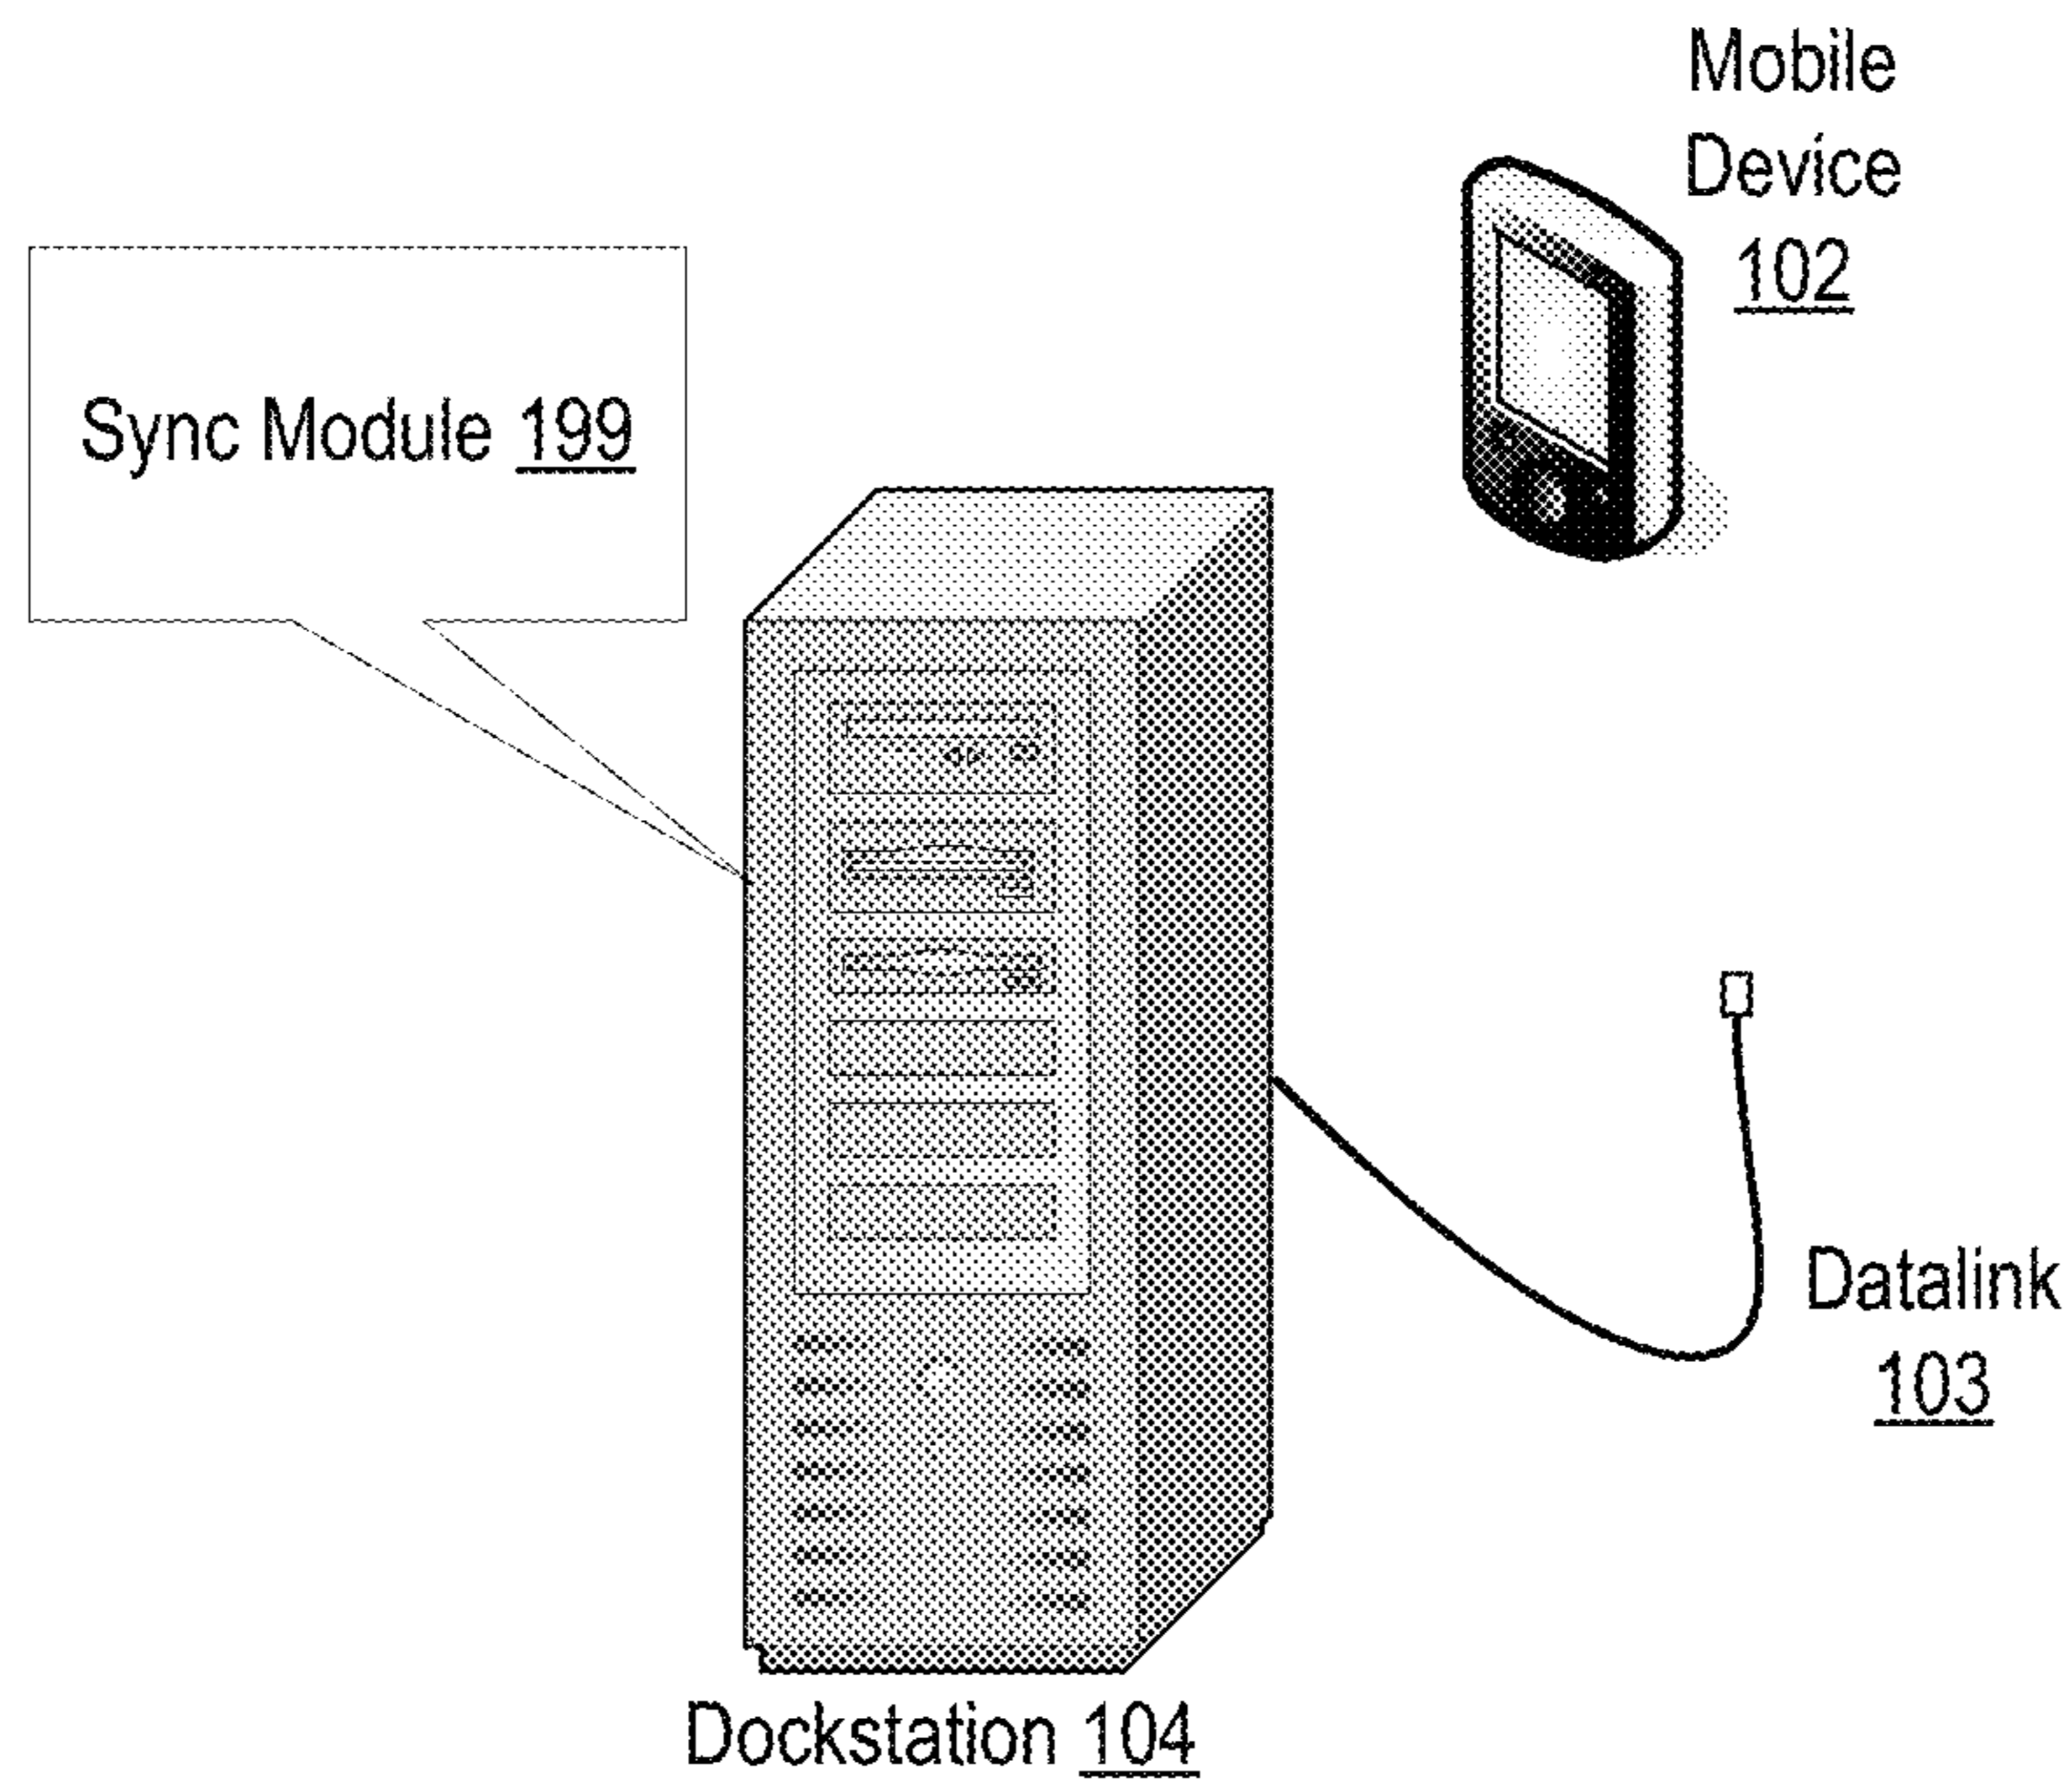 Mobile
Device
102
Sync Module 199
Datalink
103
Dockstation 104